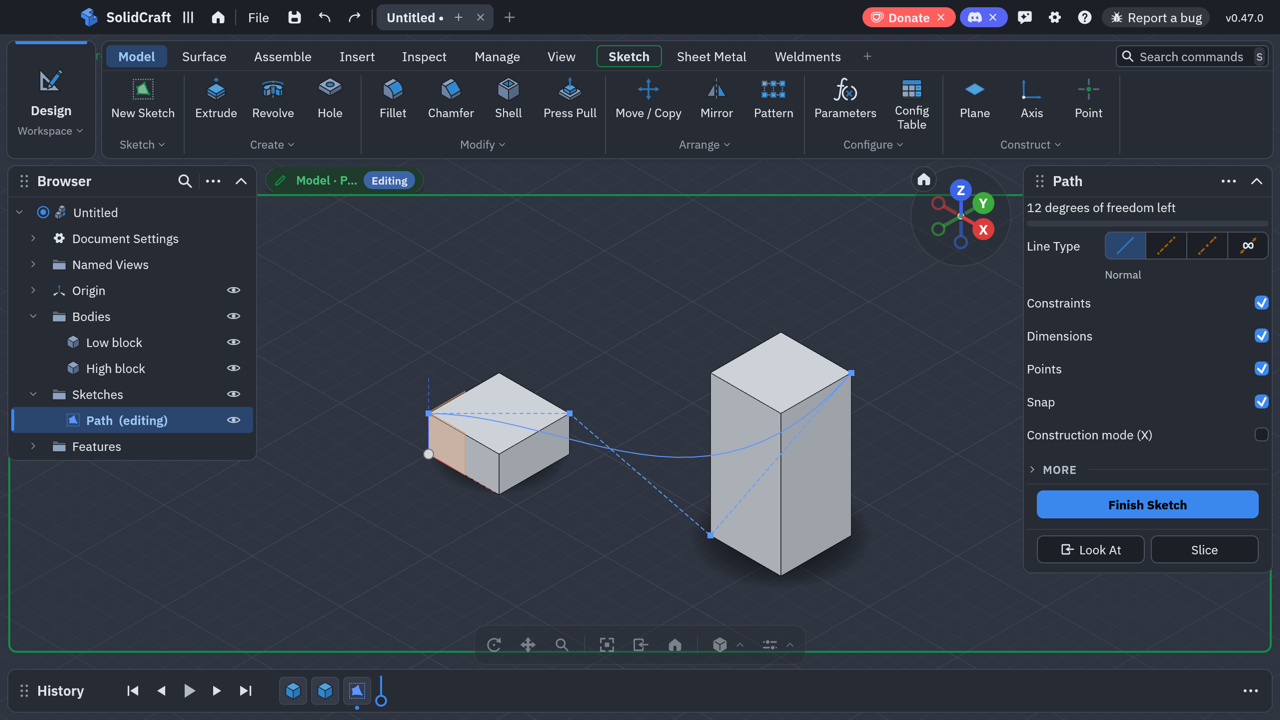 SolidCraft
File
Untitled •
Donate
Report a bug
v0.47.0
Design
Workspace
Model
Surface
Assemble
Insert
Inspect
Manage
View
Sketch
Sheet Metal
Weldments
Search commands
S
New Sketch
Extrude
Revolve
Hole
Fillet
Chamfer
Shell
Press Pull
Move / Copy
Mirror
Pattern
Parameters
Config
Table
Plane
Axis
Point
Sketch
Create
Modify
Arrange
Configure
Construct
Browser
Untitled
Document Settings
Named Views
Origin
Bodies
Low block
High block
Sketches
Path (editing)
Features
Model · P...
Editing
Z
Y
X
Path
12 degrees of freedom left
Line Type
Normal
Constraints
Dimensions
Points
Snap
Construction mode (X)
MORE
Finish Sketch
Look At
Slice
History